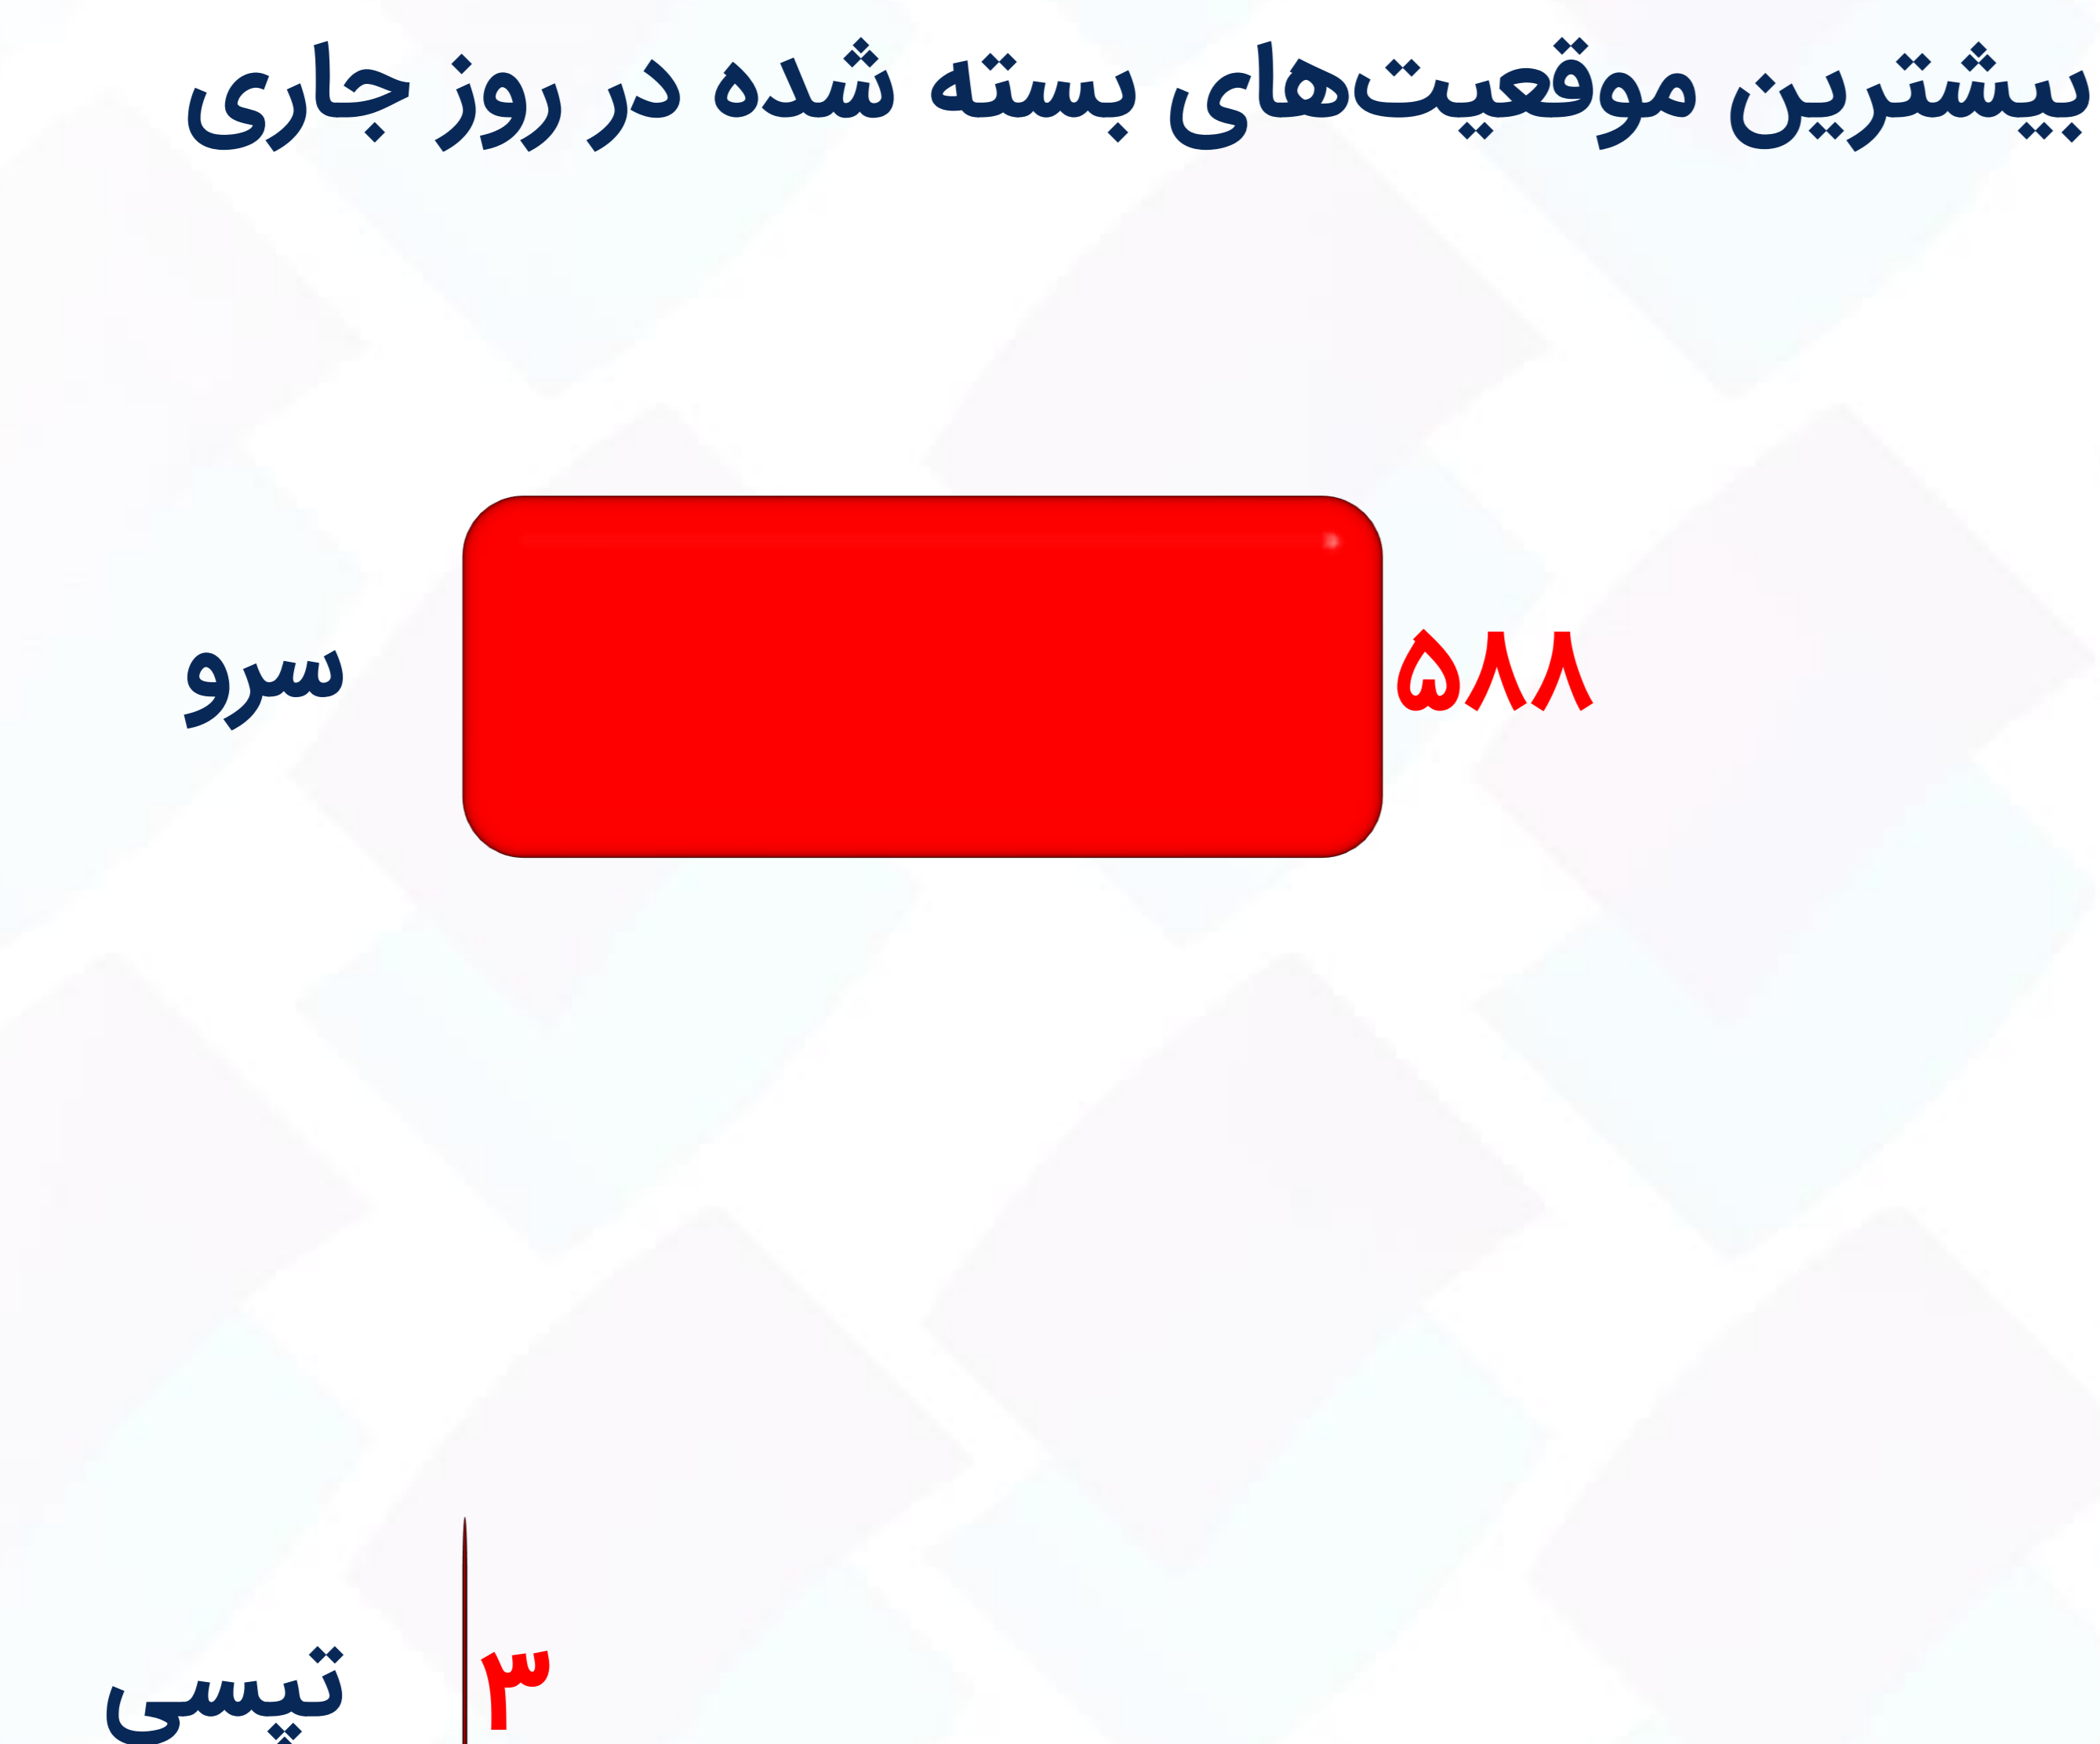 بیشترین موقعیت‌های بسته شده در روز جاری
سرو
۵۸۸
تپسی
۳